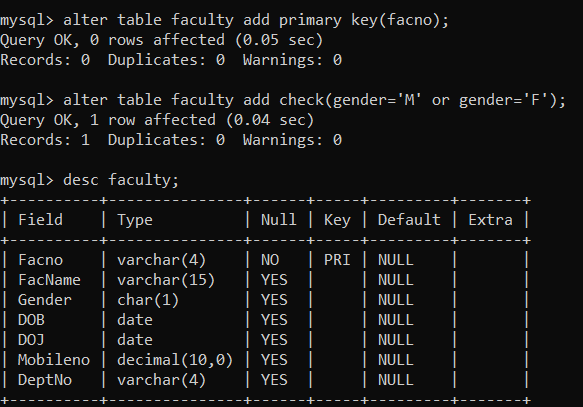 mysql> alter table faculty add primary key(facno);
Query OK, 0 rows affected (0.05 sec)
Records: 0  Duplicates: 0  Warnings: 0

mysql> alter table faculty add check(gender='M' or gender='F');
Query OK, 1 row affected (0.04 sec)
Records: 1  Duplicates: 0  Warnings: 0

mysql> desc faculty;
+----------+---------------+------+-----+---------+-------+
| Field    | Type          | Null | Key | Default | Extra |
+----------+---------------+------+-----+---------+-------+
| Facno    | varchar(4)    | NO   | PRI | NULL    |       |
| FacName  | varchar(15)   | YES  |     | NULL    |       |
| Gender   | char(1)       | YES  |     | NULL    |       |
| DOB      | date          | YES  |     | NULL    |       |
| DOJ      | date          | YES  |     | NULL    |       |
| Mobileno | decimal(10,0) | YES  |     | NULL    |       |
| DeptNo   | varchar(4)    | YES  |     | NULL    |       |
+----------+---------------+------+-----+---------+-------+